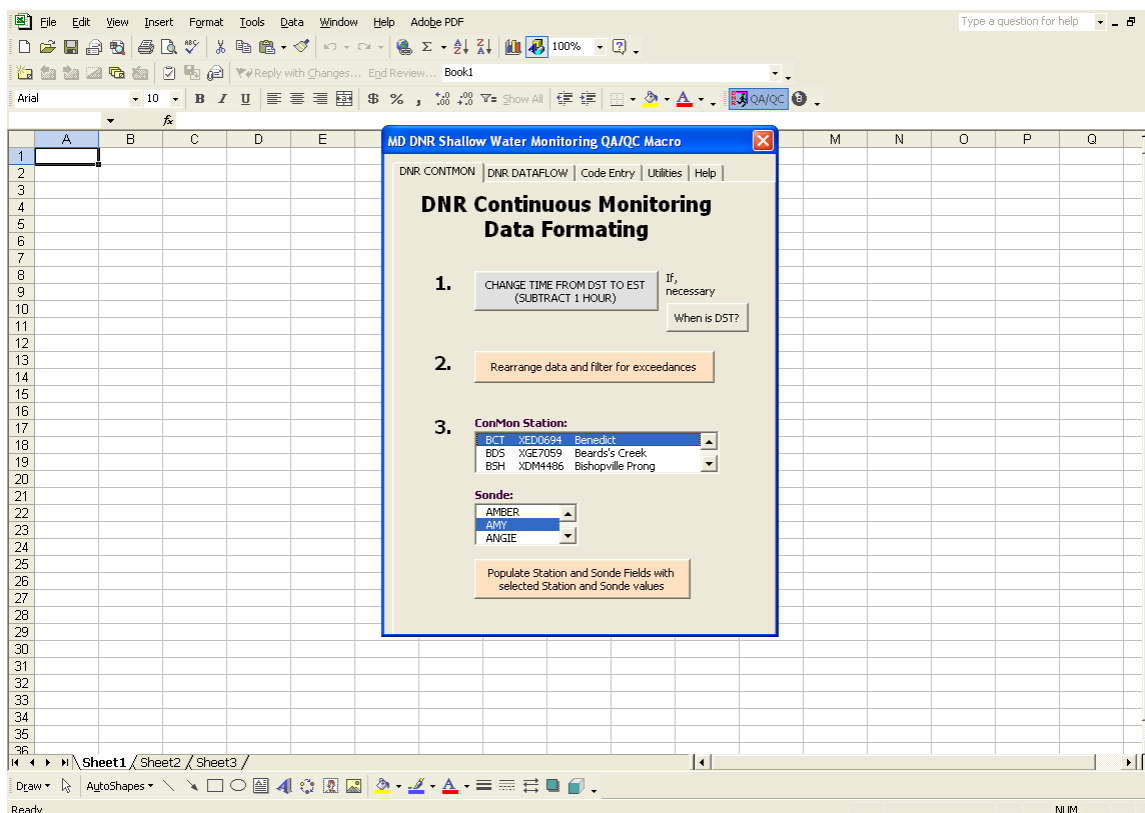 File Edit View Insert Format Tools Data Window Help Adobe PDF Type a question for help
100%
Reply with Changes... End Review... Book1
Arial 10 B I U $ % , Show All QA/QC
fx
A B C D E M N O P Q
1
2
3
4
5
6
7
8
9
10
11
12
13
14
15
16
17
18
19
20
21
22
23
24
25
26
27
28
29
30
31
32
33
34
35
36
MD DNR Shallow Water Monitoring QA/QC Macro
DNR CONTMON DNR DATAFLOW Code Entry Utilities Help
DNR Continuous Monitoring
Data Formating
1. CHANGE TIME FROM DST TO EST
(SUBTRACT 1 HOUR)
If,
necessary
When is DST?
2. Rearrange data and filter for exceedances
3. ConMon Station:
BCT XED0694 Benedict
BDS XGE7059 Beards's Creek
BSH XDM4486 Bishopville Prong
Sonde:
AMBER
AMY
ANGIE
Populate Station and Sonde Fields with
selected Station and Sonde values
Sheet1 Sheet2 Sheet3
Draw AutoShapes
Ready NUM